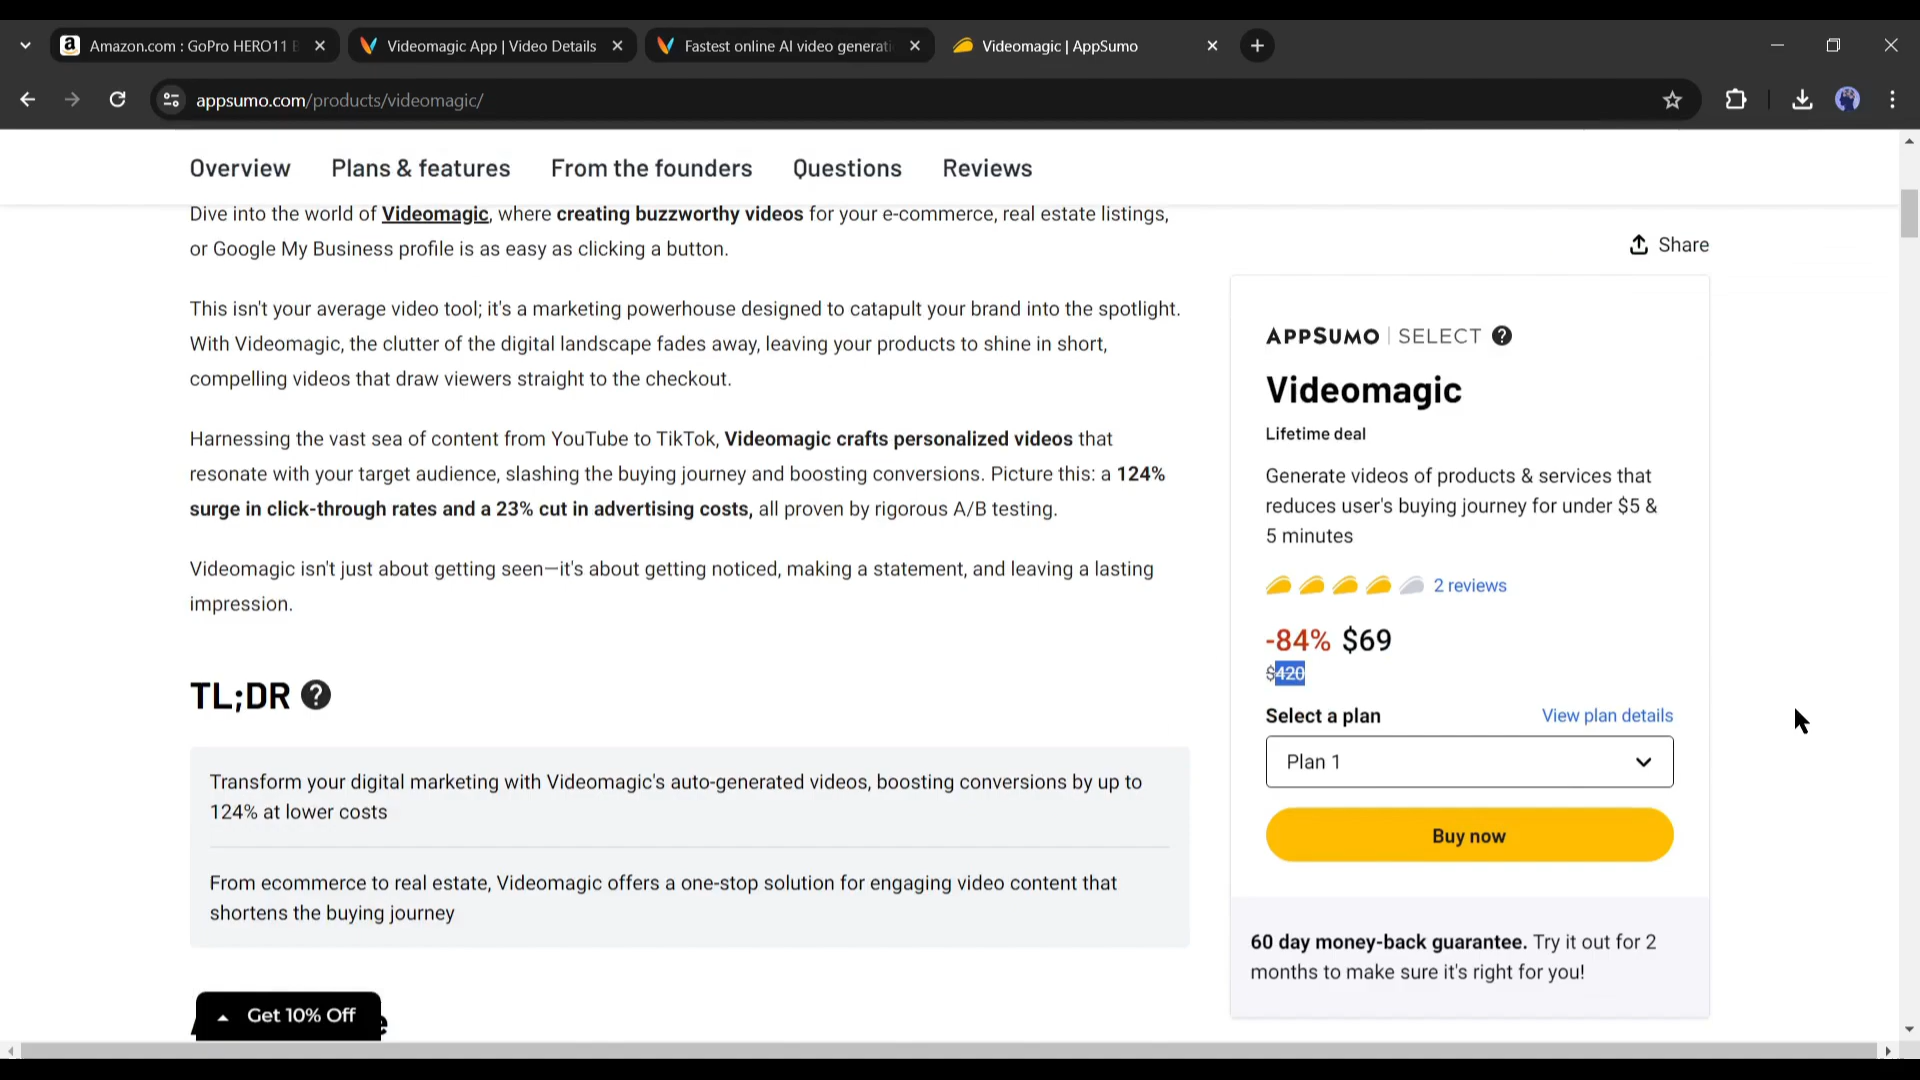 Amazon.com : GoPro HERO11 B
Videomagic App | Video Details
Fastest online AI video generati
Videomagic | AppSumo
appsumo.com/products/videomagic/
Overview
Plans & features
From the founders
Questions
Reviews
Dive into the world of Videomagic, where creating buzzworthy videos for your e-commerce, real estate listings,
or Google My Business profile is as easy as clicking a button.
This isn't your average video tool; it's a marketing powerhouse designed to catapult your brand into the spotlight.
With Videomagic, the clutter of the digital landscape fades away, leaving your products to shine in short,
compelling videos that draw viewers straight to the checkout.
Harnessing the vast sea of content from YouTube to TikTok, Videomagic crafts personalized videos that
resonate with your target audience, slashing the buying journey and boosting conversions. Picture this: a 124%
surge in click-through rates and a 23% cut in advertising costs, all proven by rigorous A/B testing.
Videomagic isn't just about getting seen—it's about getting noticed, making a statement, and leaving a lasting
impression.
TL;DR ?
Transform your digital marketing with Videomagic's auto-generated videos, boosting conversions by up to
124% at lower costs
From ecommerce to real estate, Videomagic offers a one-stop solution for engaging video content that
shortens the buying journey
Get 10% Off
Share
APPSUMO | SELECT ?
Videomagic
Lifetime deal
Generate videos of products & services that
reduces user's buying journey for under $5 &
5 minutes
2 reviews
-84% $69
$420
Select a plan
View plan details
Plan 1
Buy now
60 day money-back guarantee. Try it out for 2
months to make sure it's right for you!